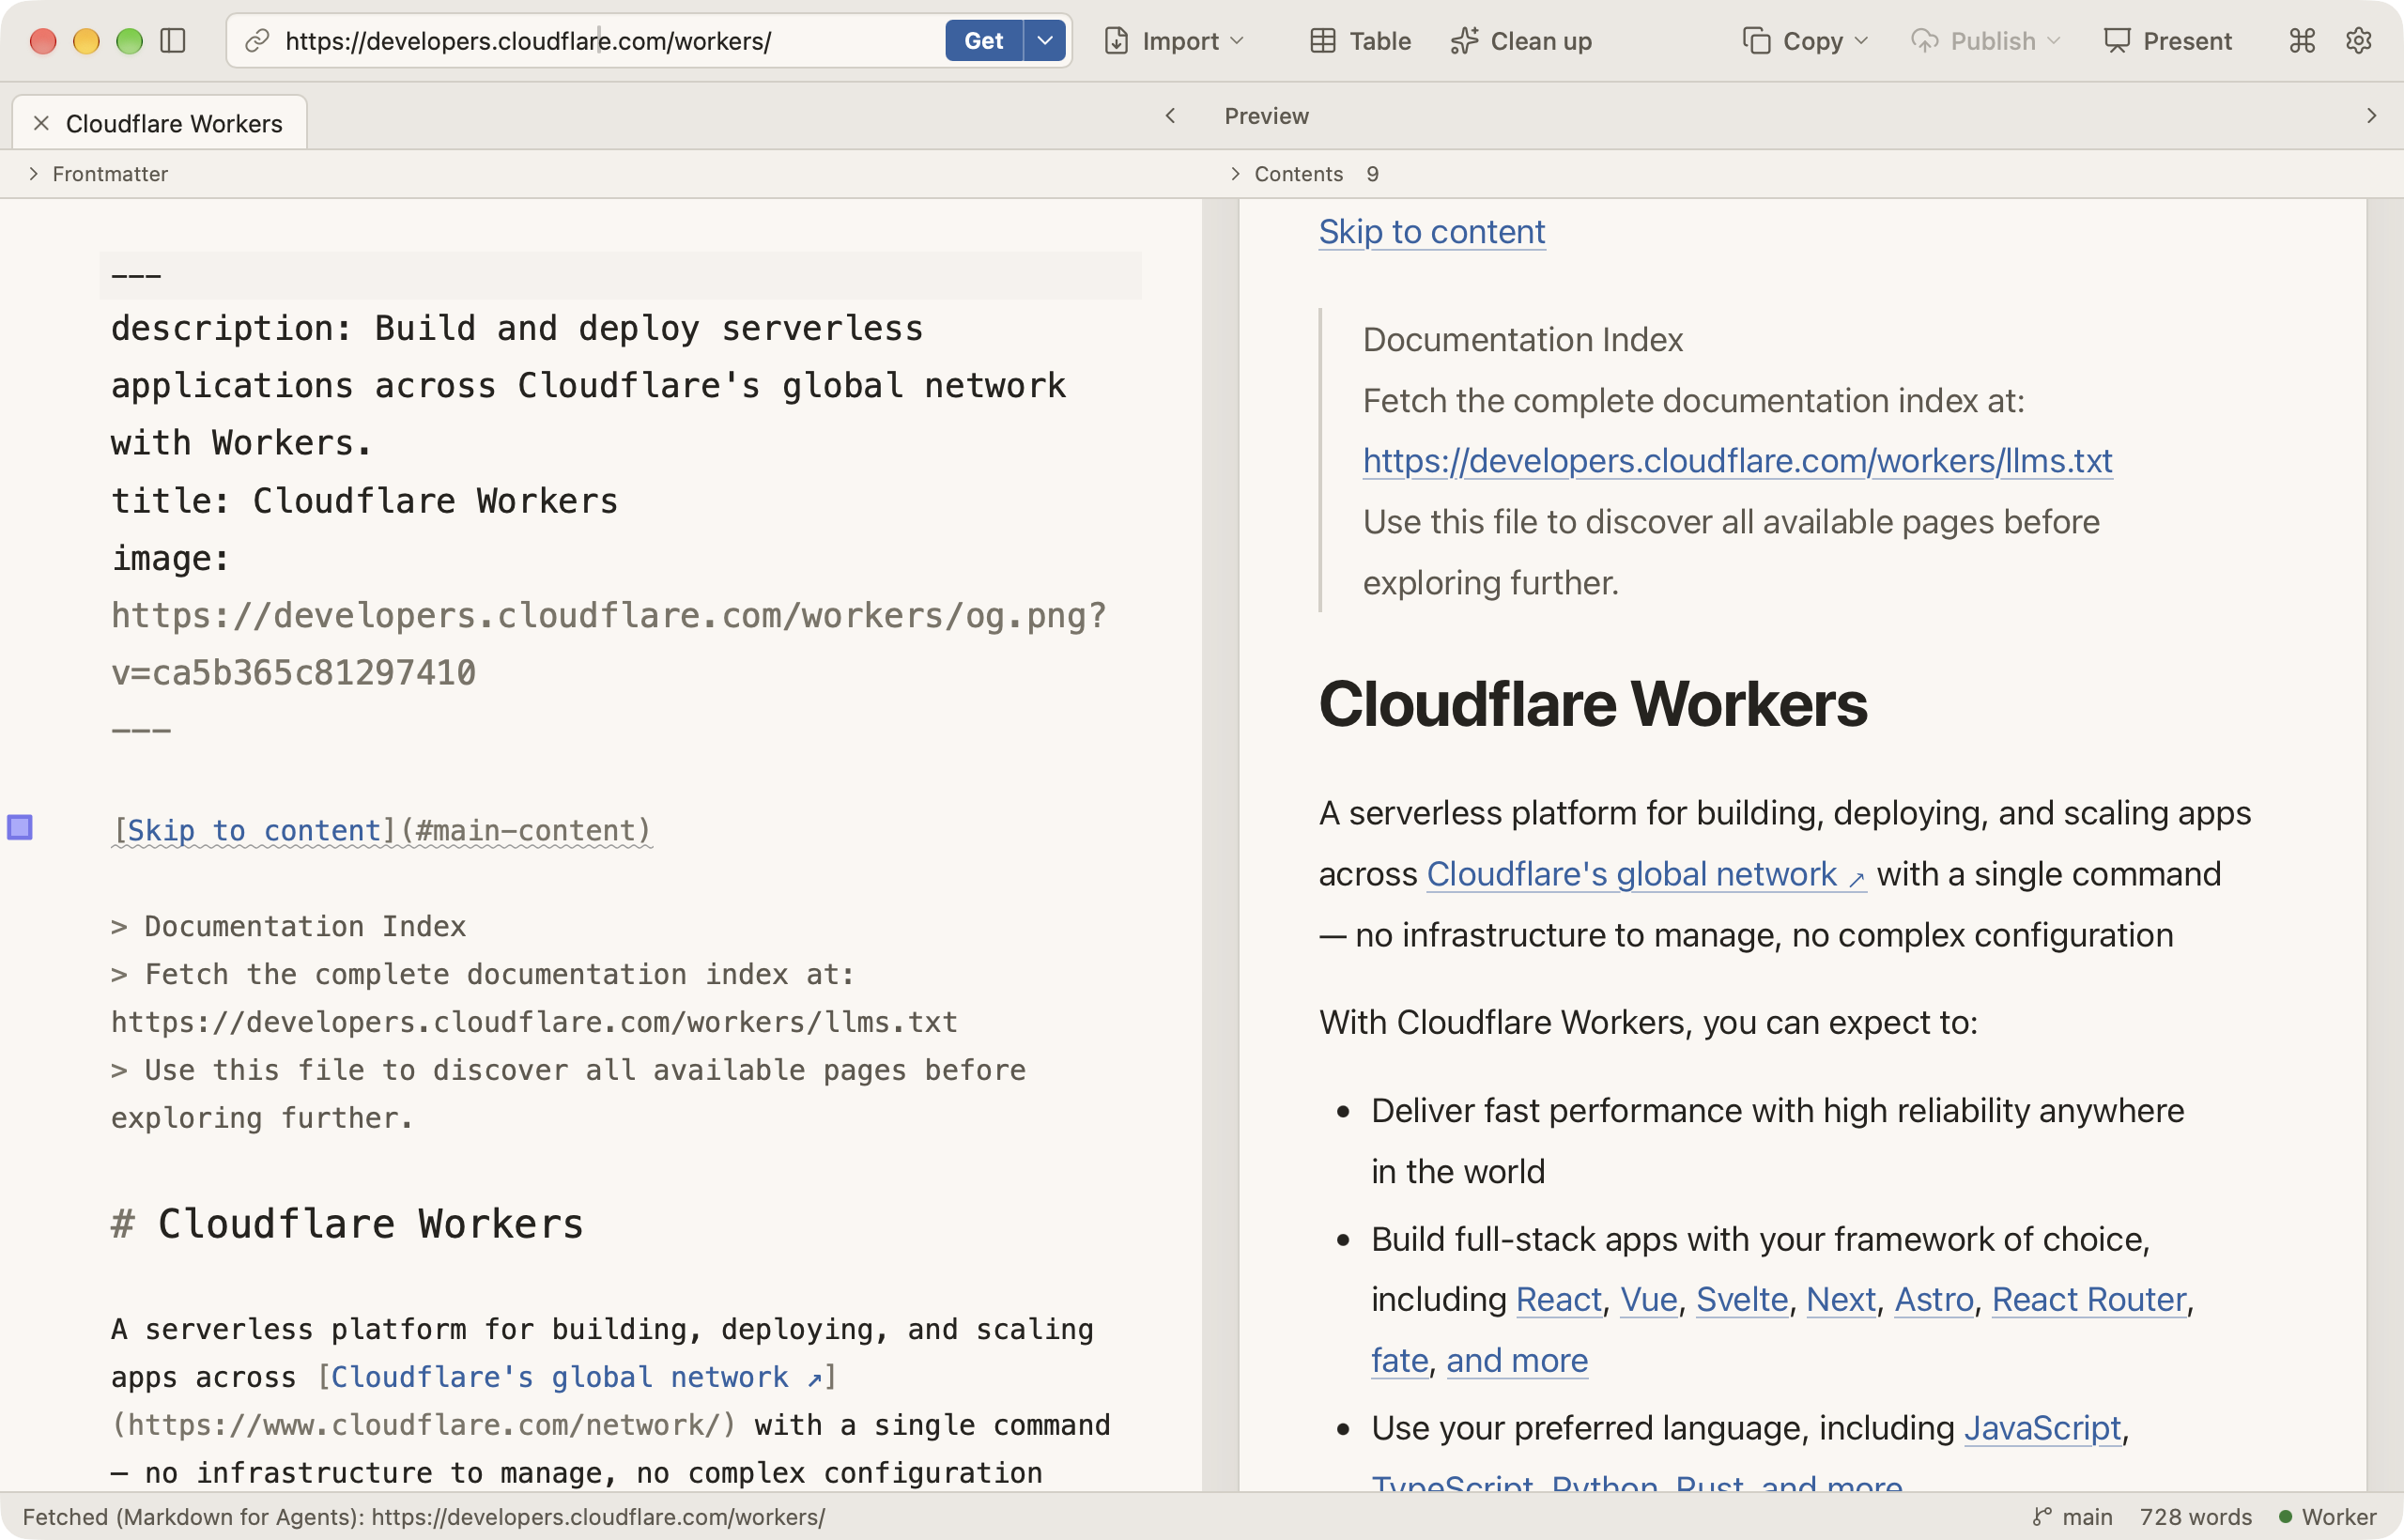 https://developers.cloudflare.com/workers/
Get
Import
Table
Clean up
Copy
Publish
Present
Cloudflare Workers
Preview
Frontmatter
Contents 9
---
description: Build and deploy serverless
applications across Cloudflare's global network
with Workers.
title: Cloudflare Workers
image:
https://developers.cloudflare.com/workers/og.png?
v=ca5b365c81297410
---
[Skip to content](#main-content)
> Documentation Index
> Fetch the complete documentation index at:
https://developers.cloudflare.com/workers/llms.txt
> Use this file to discover all available pages before
exploring further.
# Cloudflare Workers
A serverless platform for building, deploying, and scaling
apps across [Cloudflare's global network ↗]
(https://www.cloudflare.com/network/) with a single command
— no infrastructure to manage, no complex configuration
Skip to content
Documentation Index
Fetch the complete documentation index at:
https://developers.cloudflare.com/workers/llms.txt
Use this file to discover all available pages before
exploring further.
Cloudflare Workers
A serverless platform for building, deploying, and scaling apps
across Cloudflare's global network ↗ with a single command
— no infrastructure to manage, no complex configuration
With Cloudflare Workers, you can expect to:
• Deliver fast performance with high reliability anywhere
in the world
• Build full-stack apps with your framework of choice,
including React, Vue, Svelte, Next, Astro, React Router,
fate, and more
• Use your preferred language, including JavaScript,
TypeScript, Python, Rust, and more
Fetched (Markdown for Agents): https://developers.cloudflare.com/workers/
main
728 words
Worker